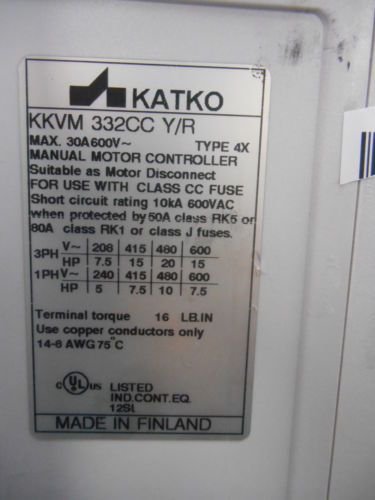 KATKO
KKVM 332CC Y/R
MAX. 30A600V~ TYPE 4X
MANUAL MOTOR CONTROLLER
Suitable as Motor Disconnect
FOR USE WITH CLASS CC FUSE
Short circuit rating 10kA 600VAC
when protected by 50A class RK5 or
80A class RK1 or class J fuses.
3PH V~ 208 415 480 600
HP 7.5 15 20 15
1PH V~ 240 415 480 600
HP 5 7.5 10 7.5
Terminal torque 16 LB.IN
Use copper conductors only
14-6 AWG 75°C
c UL us LISTED
IND.CONT.EQ.
12SL
MADE IN FINLAND